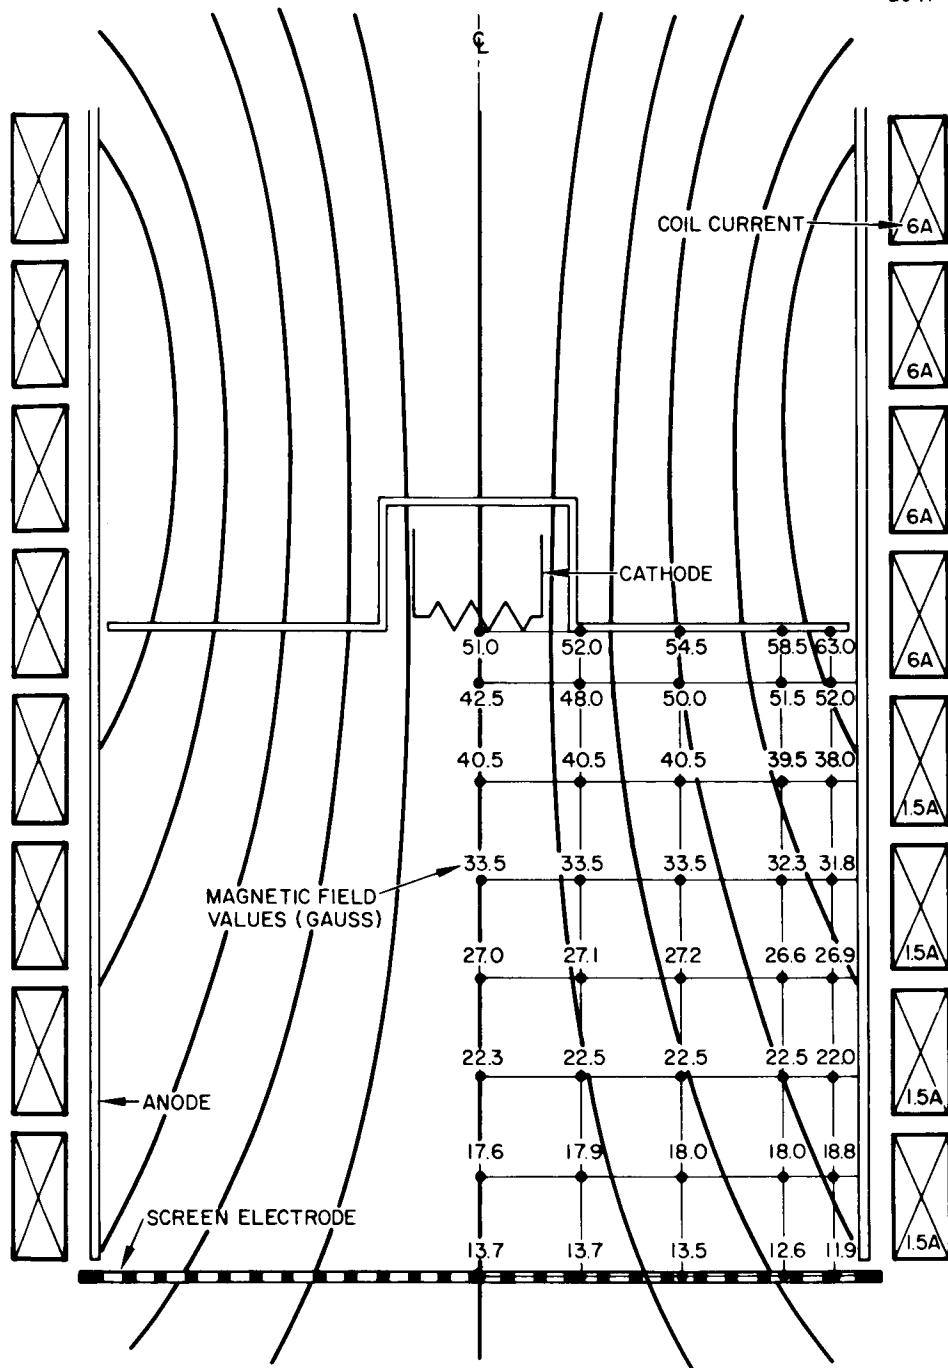 ℄
COIL CURRENT
6A
6A
6A
CATHODE
6A
51.0 52.0 54.5 58.5 63.0
42.5 48.0 50.0 51.5 52.0
40.5 40.5 40.5 39.5 38.0
1.5A
33.5 33.5 33.5 32.3 31.8
MAGNETIC FIELD
VALUES (GAUSS)
27.0 27.1 27.2 26.6 26.9
1.5A
22.3 22.5 22.5 22.5 22.0
ANODE
1.5A
17.6 17.9 18.0 18.0 18.8
SCREEN ELECTRODE
13.7 13.7 13.5 12.6 11.9
1.5A